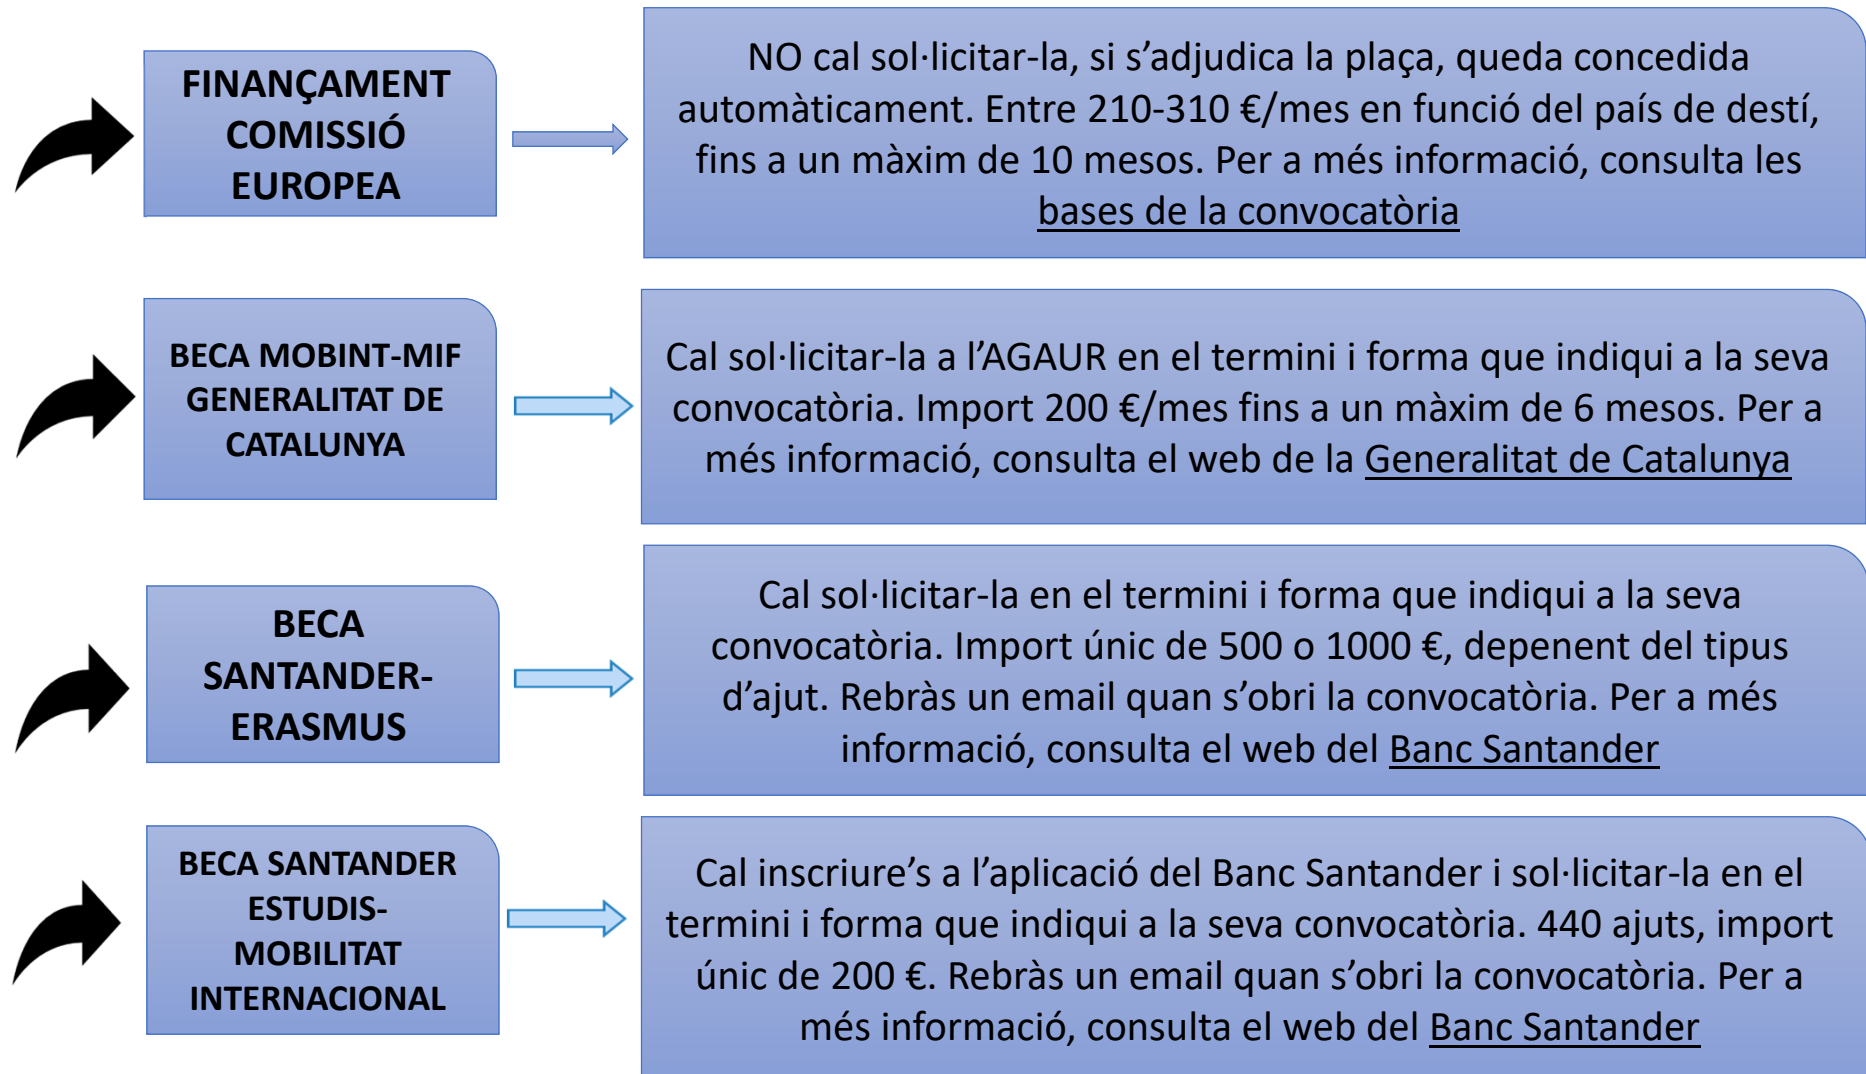 FINANÇAMENT
COMISSIÓ
EUROPEA
NO cal sol·licitar-la, si s’adjudica la plaça, queda concedida
automàticament. Entre 210-310 €/mes en funció del país de destí,
fins a un màxim de 10 mesos. Per a més informació, consulta les
bases de la convocatòria
BECA MOBINT-MIF
GENERALITAT DE
CATALUNYA
Cal sol·licitar-la a l’AGAUR en el termini i forma que indiqui a la seva
convocatòria. Import 200 €/mes fins a un màxim de 6 mesos. Per a
més informació, consulta el web de la Generalitat de Catalunya
BECA
SANTANDER-
ERASMUS
Cal sol·licitar-la en el termini i forma que indiqui a la seva
convocatòria. Import únic de 500 o 1000 €, depenent del tipus
d’ajut. Rebràs un email quan s’obri la convocatòria. Per a més
informació, consulta el web del Banc Santander
BECA SANTANDER
ESTUDIS-
MOBILITAT
INTERNACIONAL
Cal inscriure’s a l’aplicació del Banc Santander i sol·licitar-la en el
termini i forma que indiqui a la seva convocatòria. 440 ajuts, import
únic de 200 €. Rebràs un email quan s’obri la convocatòria. Per a
més informació, consulta el web del Banc Santander